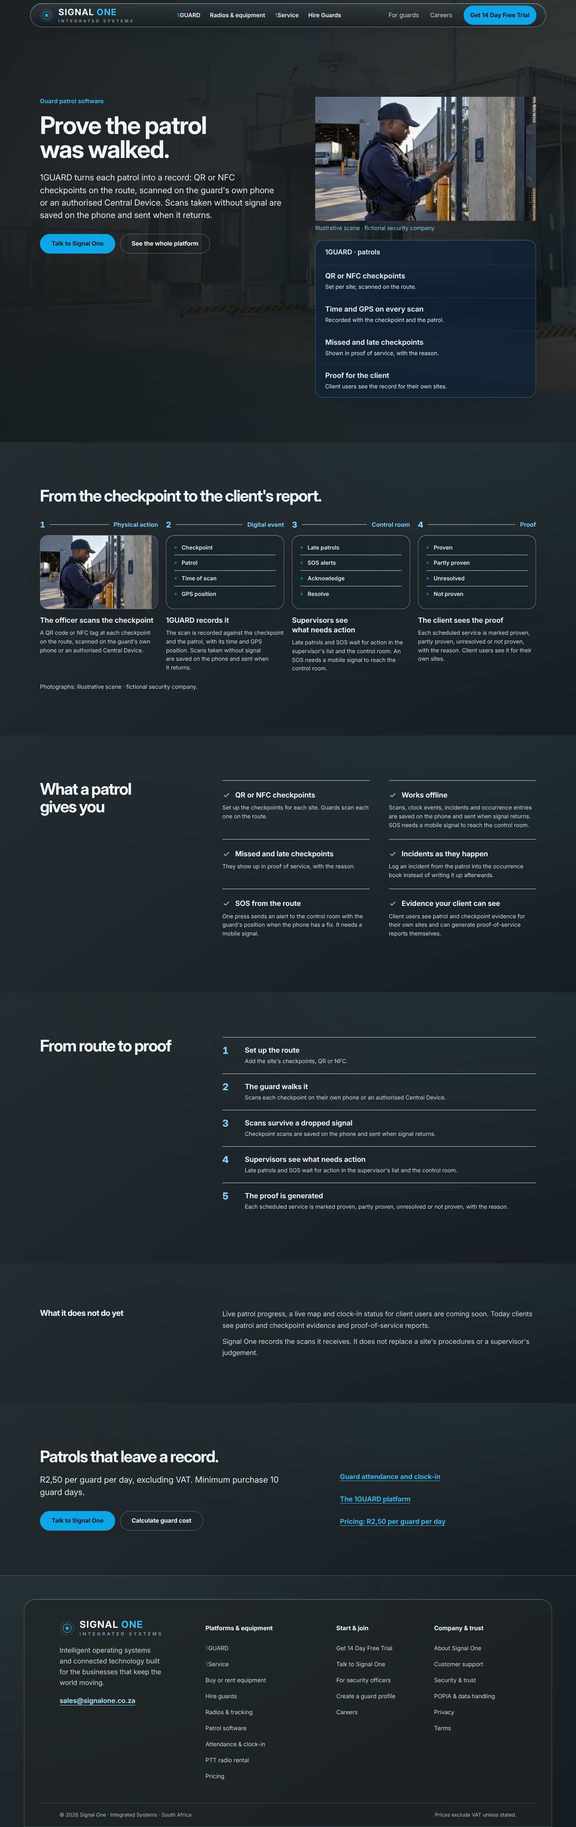 SIGNAL ONE
INTEGRATED SYSTEMS
1GUARD
Radios & equipment
1Service
Hire Guards
For guards
Careers
Get 14 Day Free Trial
Guard patrol software
Prove the patrol
was walked.
1GUARD turns each patrol into a record: QR or NFC
checkpoints on the route, scanned on the guard's own phone
or an authorised Central Device. Scans taken without signal are
saved on the phone and sent when it returns.
Talk to Signal One
See the whole platform
Illustrative scene · fictional security company
1GUARD · patrols
QR or NFC checkpoints
Set per site; scanned on the route.
Time and GPS on every scan
Recorded with the checkpoint and the patrol.
Missed and late checkpoints
Shown in proof of service, with the reason.
Proof for the client
Client users see the record for their own sites.
From the checkpoint to the client's report.
1
Physical action
The officer scans the checkpoint
A QR code or NFC tag at each checkpoint
on the route, scanned on the guard's own
phone or an authorised Central Device.
2
Digital event
Checkpoint
Patrol
Time of scan
GPS position
1GUARD records it
The scan is recorded against the checkpoint
and the patrol, with its time and GPS
position. Scans taken without signal
are saved on the phone and sent when
it returns.
3
Control room
Late patrols
SOS alerts
Acknowledge
Resolve
Supervisors see
what needs action
Late patrols and SOS wait for action in the
supervisor's list and the control room. An
SOS needs a mobile signal to reach the
control room.
4
Proof
Proven
Partly proven
Unresolved
Not proven
The client sees the proof
Each scheduled service is marked proven,
partly proven, unresolved or not proven,
with the reason. Client users see it for their
own sites.
Photographs: Illustrative scene · fictional security company.
What a patrol
gives you
QR or NFC checkpoints
Set up the checkpoints for each site. Guards scan each
one on the route.
Works offline
Scans, clock events, incidents and occurrence entries
are saved on the phone and sent when signal returns.
SOS needs a mobile signal to reach the control room.
Missed and late checkpoints
They show up in proof of service, with the reason.
Incidents as they happen
Log an incident from the patrol into the occurrence
book instead of writing it up afterwards.
SOS from the route
One press sends an alert to the control room with the
guard's position when the phone has a fix. It needs a
mobile signal.
Evidence your client can see
Client users see patrol and checkpoint evidence for
their own sites and can generate proof-of-service
reports themselves.
From route to proof
1
Set up the route
Add the site's checkpoints, QR or NFC.
2
The guard walks it
Scans each checkpoint on their own phone or an authorised Central Device.
3
Scans survive a dropped signal
Checkpoint scans are saved on the phone and sent when signal returns.
4
Supervisors see what needs action
Late patrols and SOS wait for action in the supervisor's list and the control room.
5
The proof is generated
Each scheduled service is marked proven, partly proven, unresolved or not proven, with the reason.
What it does not do yet
Live patrol progress, a live map and clock-in status for client users are coming soon. Today clients
see patrol and checkpoint evidence and proof-of-service reports.
Signal One records the scans it receives. It does not replace a site's procedures or a supervisor's
judgement.
Patrols that leave a record.
R2,50 per guard per day, excluding VAT. Minimum purchase 10
guard days.
Talk to Signal One
Calculate guard cost
Guard attendance and clock-in
The 1GUARD platform
Pricing: R2,50 per guard per day
SIGNAL ONE
INTEGRATED SYSTEMS
Intelligent operating systems
and connected technology built
for the businesses that keep the
world moving.
sales@signalone.co.za
Platforms & equipment
1GUARD
1Service
Buy or rent equipment
Hire guards
Radios & tracking
Patrol software
Attendance & clock-in
PTT radio rental
Pricing
Start & join
Get 14 Day Free Trial
Talk to Signal One
For security officers
Create a guard profile
Careers
Company & trust
About Signal One
Customer support
Security & trust
POPIA & data handling
Privacy
Terms
© 2026 Signal One · Integrated Systems · South Africa
Prices exclude VAT unless stated.